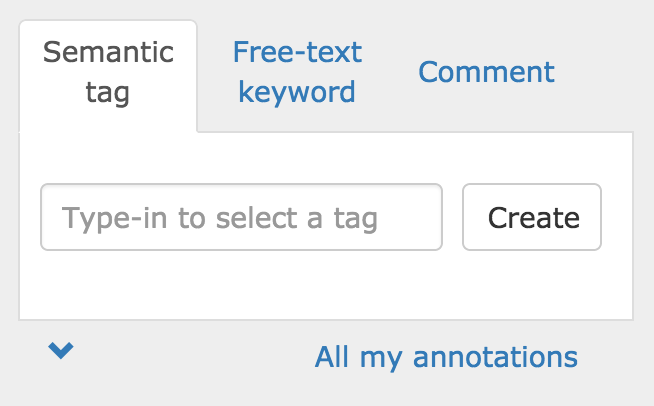 Semantic
tag
Free-text
keyword
Comment
Type-in to select a tag
Create
All my annotations